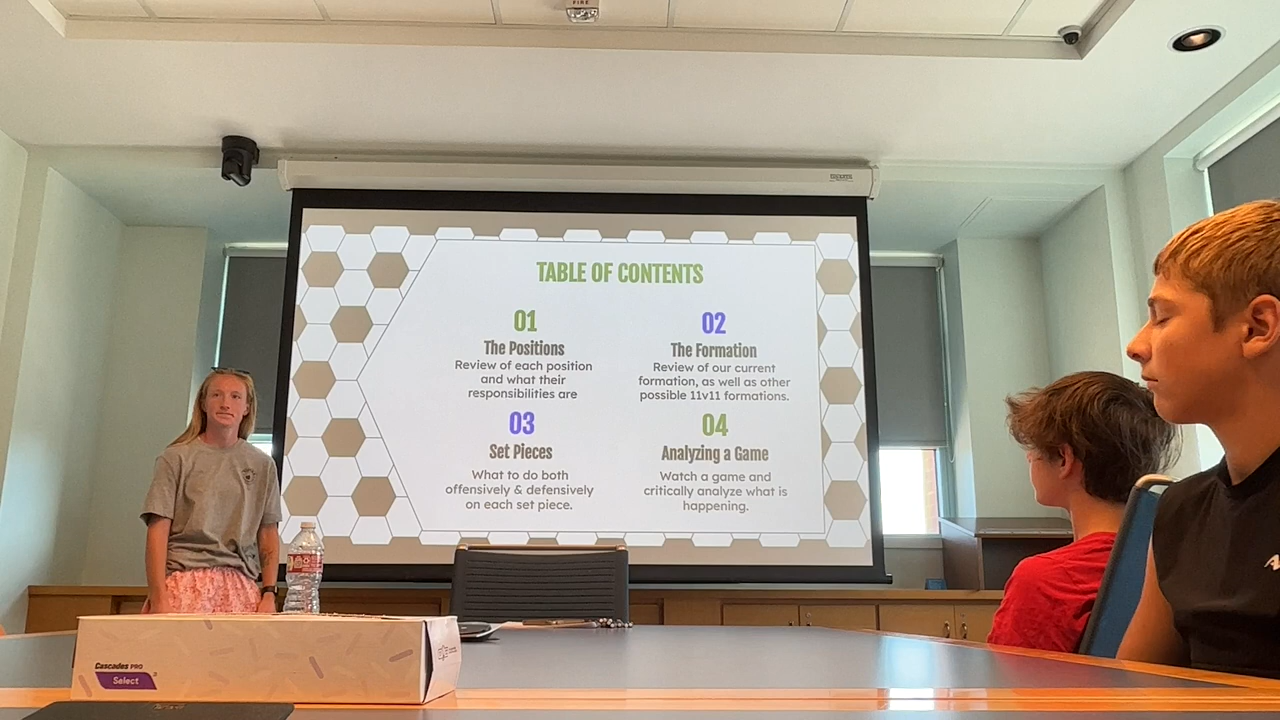 FIRE
TABLE OF CONTENTS
01
The Positions
Review of each position
and what their
responsibilities are
02
The Formation
Review of our current
formation, as well as other
possible 11v11 formations.
03
Set Pieces
What to do both
offensively & defensively
on each set piece.
04
Analyzing a Game
Watch a game and
critically analyze what is
happening.
Cascades PRO
Select